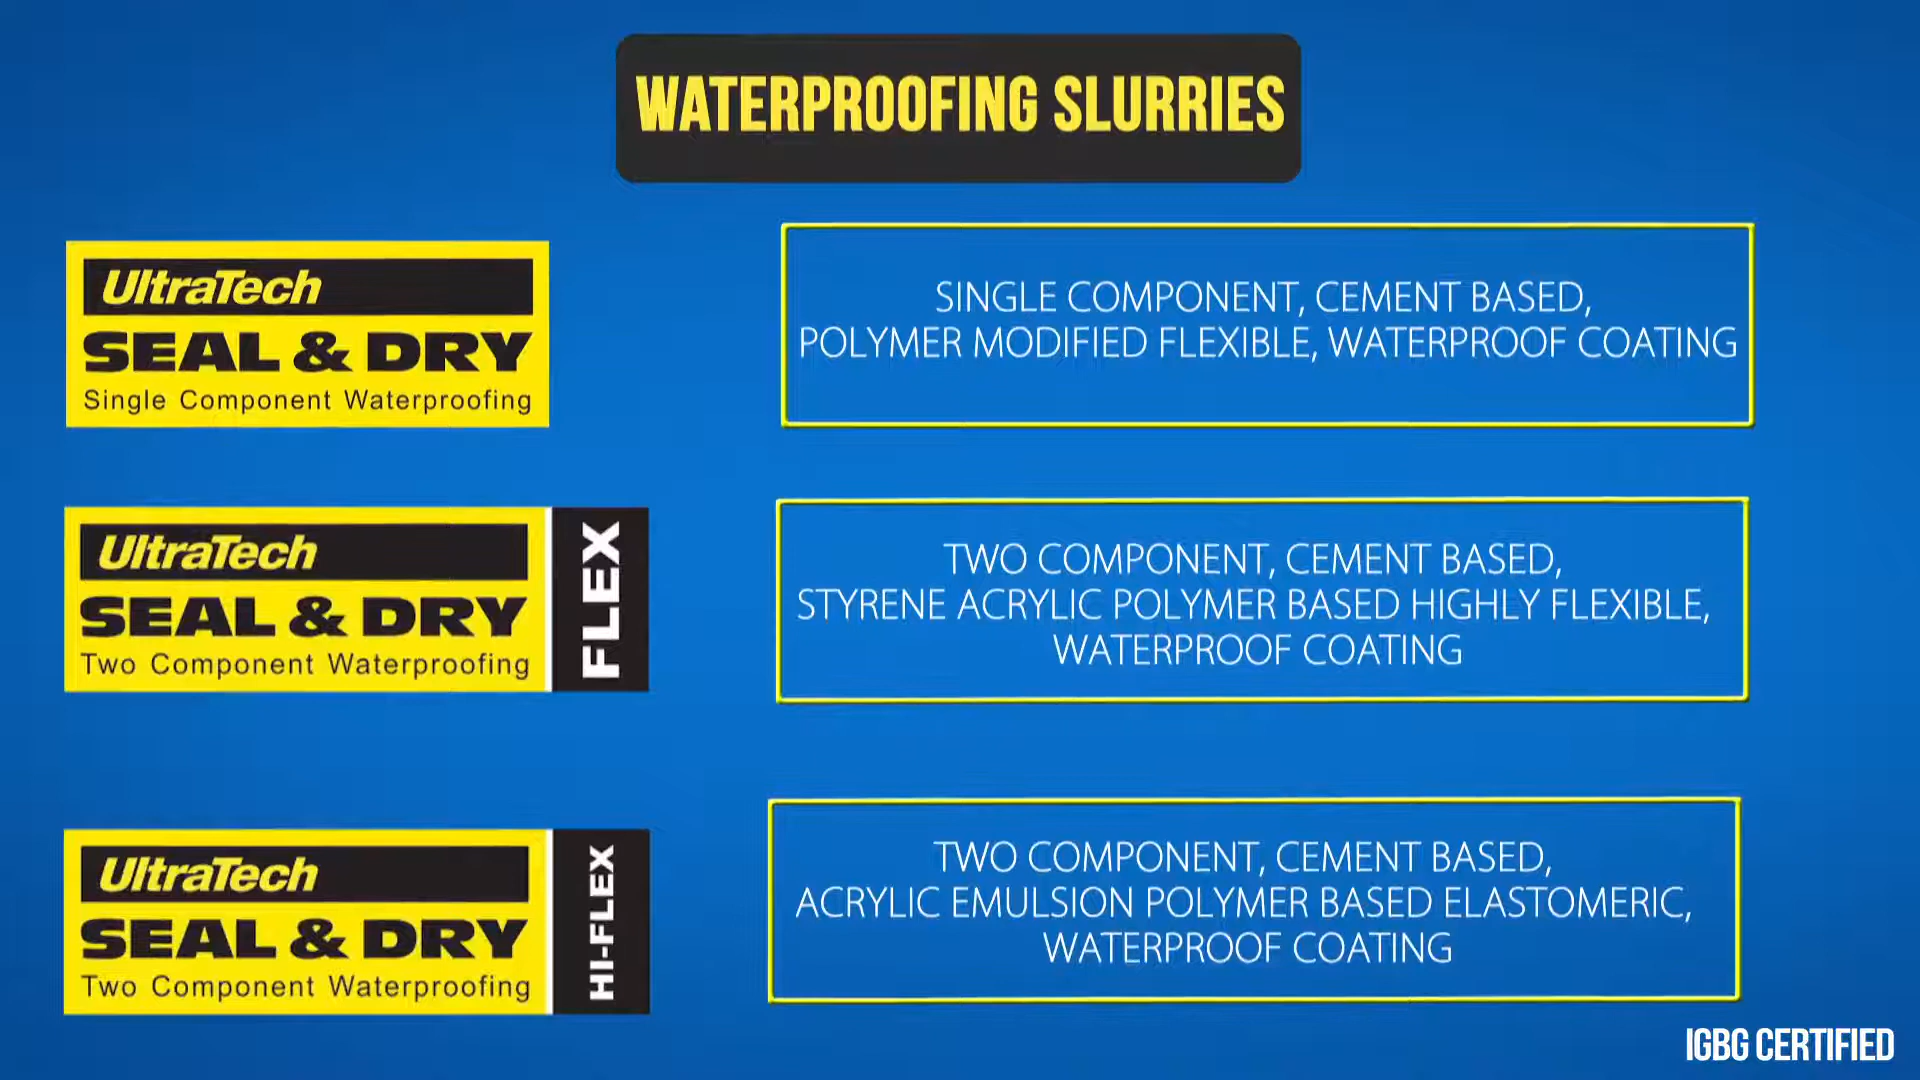 WATERPROOFING SLURRIES
UltraTech
SEAL & DRY
Single Component Waterproofing
SINGLE COMPONENT, CEMENT BASED,
POLYMER MODIFIED FLEXIBLE, WATERPROOF COATING
UltraTech
SEAL & DRY
Two Component Waterproofing
FLEX
TWO COMPONENT, CEMENT BASED,
STYRENE ACRYLIC POLYMER BASED HIGHLY FLEXIBLE,
WATERPROOF COATING
UltraTech
SEAL & DRY
Two Component Waterproofing
HI-FLEX
TWO COMPONENT, CEMENT BASED,
ACRYLIC EMULSION POLYMER BASED ELASTOMERIC,
WATERPROOF COATING
IGBG CERTIFIED